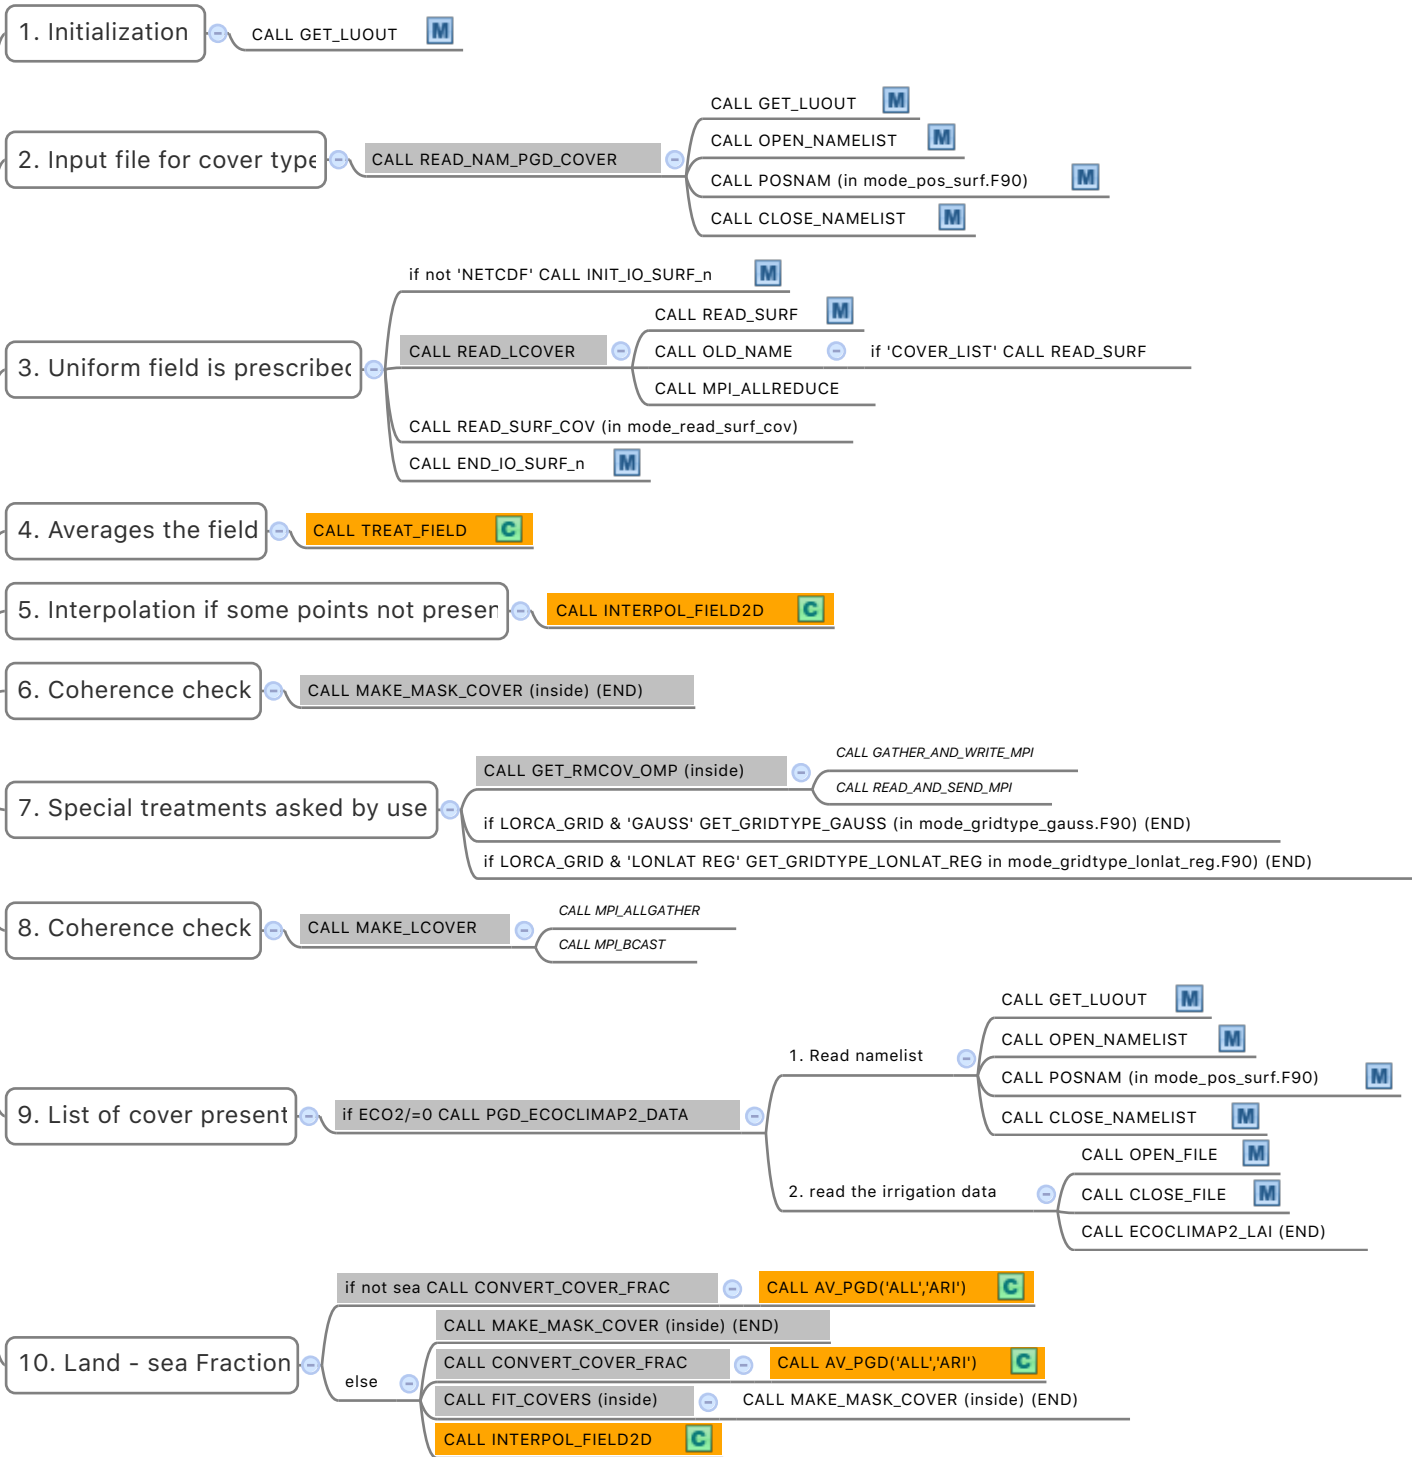 1. Initialization
CALL GET_LUOUT M
CALL GET_LUOUT M
CALL OPEN_NAMELIST M
2. Input file for cover type
CALL READ_NAM_PGD_COVER
CALL POSNAM (in mode_pos_surf.F90) M
CALL CLOSE_NAMELIST M
if not 'NETCDF' CALL INIT_IO_SURF_n M
CALL READ_SURF M
3. Uniform field is prescribed
CALL READ_LCOVER
CALL OLD_NAME
if 'COVER_LIST' CALL READ_SURF
CALL MPI_ALLREDUCE
CALL READ_SURF_COV (in mode_read_surf_cov)
CALL END_IO_SURF_n M
4. Averages the field
CALL TREAT_FIELD C
5. Interpolation if some points not presen
CALL INTERPOL_FIELD2D C
6. Coherence check
CALL MAKE_MASK_COVER (inside) (END)
7. Special treatments asked by use
CALL GET_RMCOV_OMP (inside)
CALL GATHER_AND_WRITE_MPI
CALL READ_AND_SEND_MPI
if LORCA_GRID & 'GAUSS' GET_GRIDTYPE_GAUSS (in mode_gridtype_gauss.F90) (END)
if LORCA_GRID & 'LONLAT REG' GET_GRIDTYPE_LONLAT_REG in mode_gridtype_lonlat_reg.F90) (END)
8. Coherence check
CALL MAKE_LCOVER
CALL MPI_ALLGATHER
CALL MPI_BCAST
9. List of cover present
if ECO2/=0 CALL PGD_ECOCLIMAP2_DATA
1. Read namelist
CALL GET_LUOUT M
CALL OPEN_NAMELIST M
CALL POSNAM (in mode_pos_surf.F90) M
CALL CLOSE_NAMELIST M
2. read the irrigation data
CALL OPEN_FILE M
CALL CLOSE_FILE M
CALL ECOCLIMAP2_LAI (END)
10. Land - sea Fraction
if not sea CALL CONVERT_COVER_FRAC
CALL AV_PGD('ALL','ARI') C
else
CALL MAKE_MASK_COVER (inside) (END)
CALL CONVERT_COVER_FRAC
CALL AV_PGD('ALL','ARI') C
CALL FIT_COVERS (inside)
CALL MAKE_MASK_COVER (inside) (END)
CALL INTERPOL_FIELD2D C